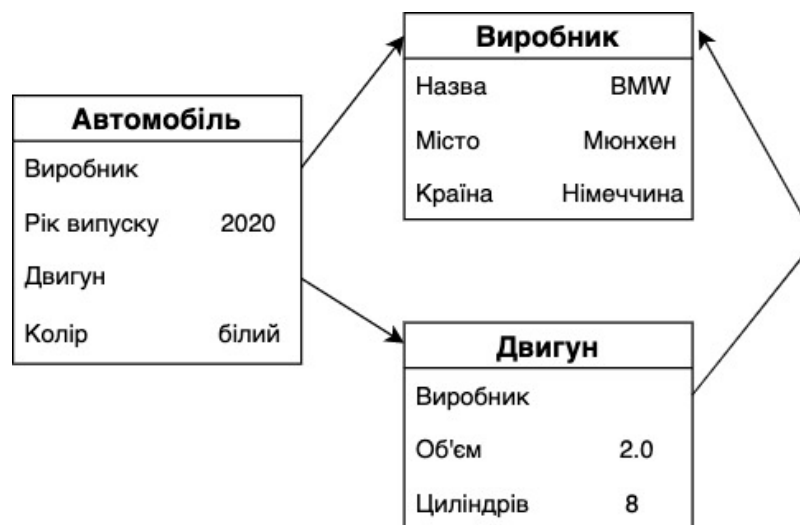 Автомобіль
Виробник
Рік випуску 2020
Двигун
Колір білий
Виробник
Назва BMW
Місто Мюнхен
Країна Німеччина
Двигун
Виробник
Об'єм 2.0
Циліндрів 8